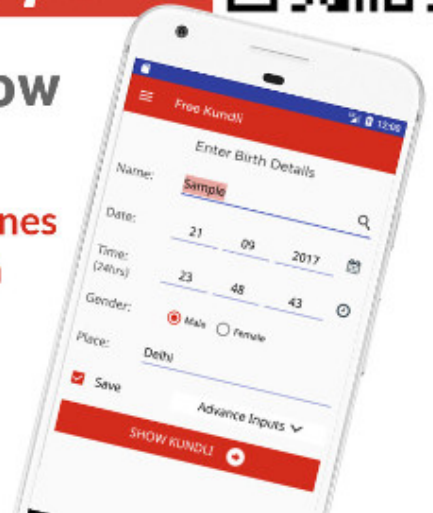 ow
nes
12:00
Free Kundli
Enter Birth Details
Name: Sample
Date: 21 09 2017
Time: 23 48 43
(24hrs)
Gender: Male Female
Place: Delhi
Save
Advance Inputs
SHOW KUNDLI